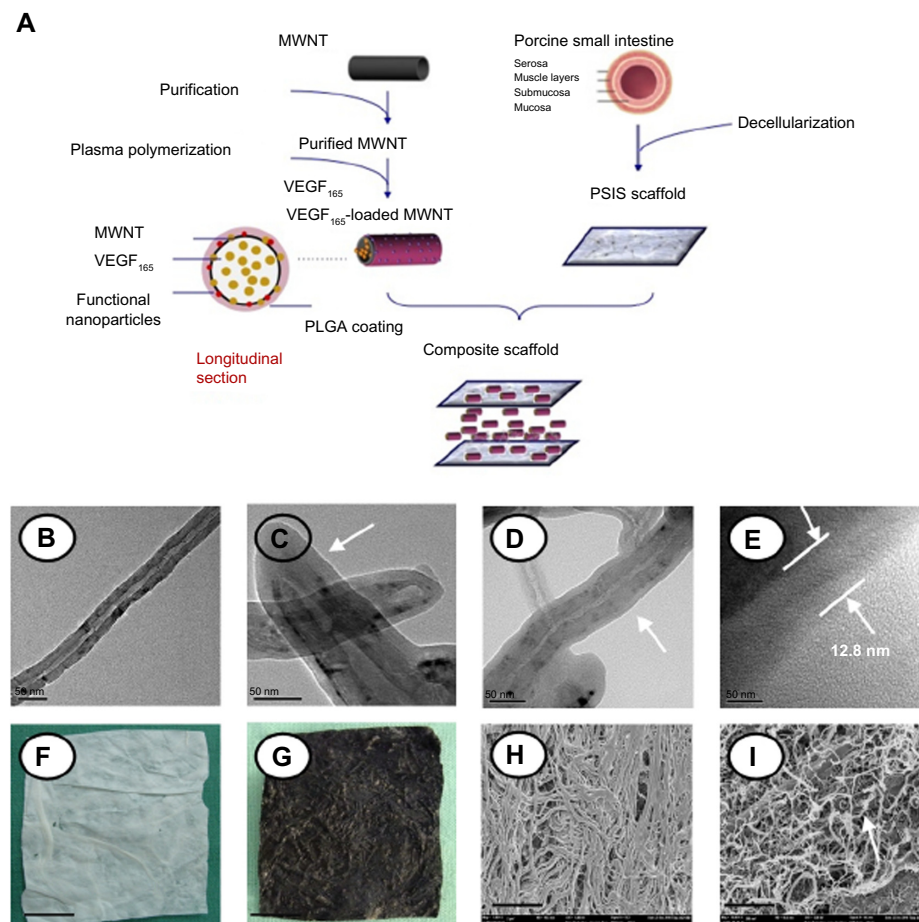 A
MWNT
Purification
Purified MWNT
Plasma polymerization
VEGF₁₆₅
VEGF₁₆₅-loaded MWNT
MWNT
VEGF₁₆₅
Functional
nanoparticles
PLGA coating
Longitudinal
section
Porcine small intestine
Serosa
Muscle layers
Submucosa
Mucosa
Decellularization
PSIS scaffold
Composite scaffold
B
50 nm
C
50 nm
D
50 nm
E
12.8 nm
50 nm
F
G
H
I